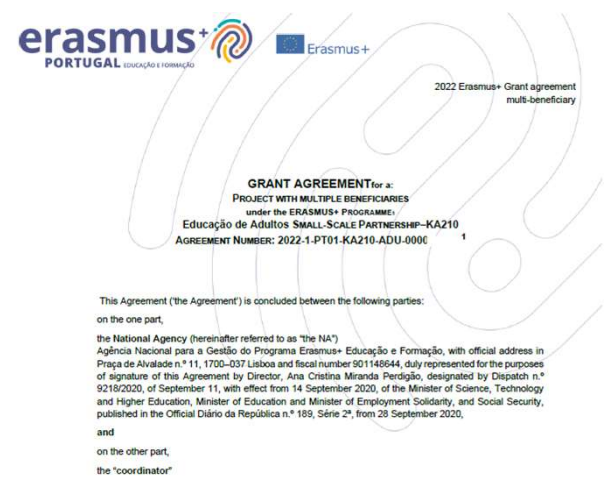 erasmus+
PORTUGAL EDUCAÇÃO E FORMAÇÃO
Erasmus+
2022 Erasmus+ Grant agreement
multi-beneficiary
GRANT AGREEMENT for a:
PROJECT WITH MULTIPLE BENEFICIARIES
under the ERASMUS+ PROGRAMME:
Educação de Adultos SMALL-SCALE PARTNERSHIP–KA210
AGREEMENT NUMBER: 2022-1-PT01-KA210-ADU-0000 1
This Agreement ('the Agreement') is concluded between the following parties:
on the one part,
the National Agency (hereinafter referred to as "the NA")
Agência Nacional para a Gestão do Programa Erasmus+ Educação e Formação, with official address in
Praça de Alvalade n.º 11, 1700–037 Lisboa and fiscal number 901148644, duly represented for the purposes
of signature of this Agreement by Director, Ana Cristina Miranda Perdigão, designated by Dispatch n.º
9218/2020, of September 11, with effect from 14 September 2020, of the Minister of Science, Technology
and Higher Education, Minister of Education and Minister of Employment Solidarity, and Social Security,
published in the Official Diário da República n.º 189, Série 2ª, from 28 September 2020,
and
on the other part,
the "coordinator"